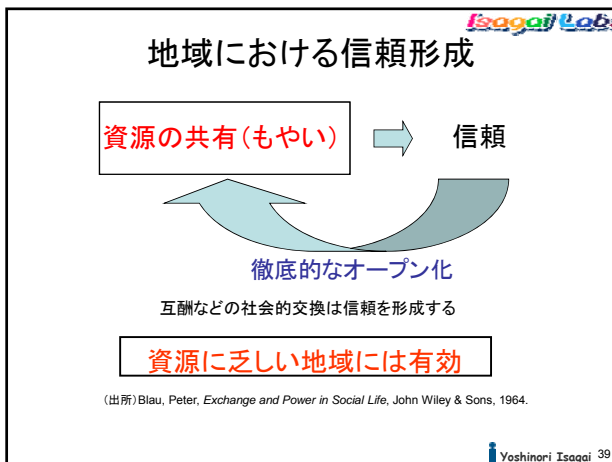 Isagai Labs
地域における信頼形成
資源の共有(もやい)
信頼
徹底的なオープン化
互酬などの社会的交換は信頼を形成する
資源に乏しい地域には有効
(出所)Blau, Peter, Exchange and Power in Social Life, John Wiley & Sons, 1964.
Yoshinori Isagai 39